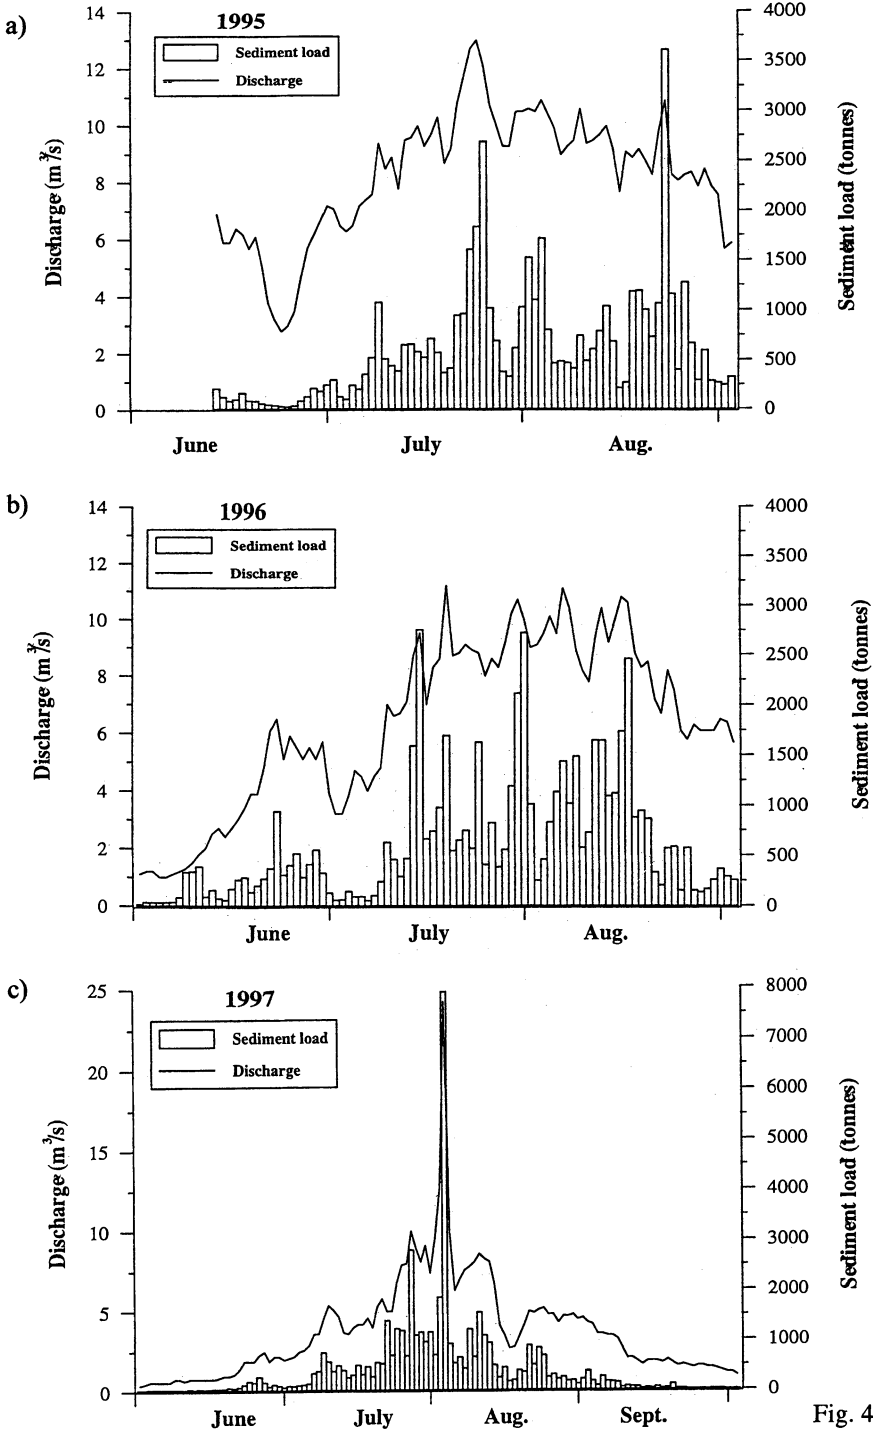 a)
1995
Sediment load
Discharge
14
12
10
8
6
4
2
0
Discharge (m³/s)
4000
3500
3000
2500
2000
1500
1000
500
0
Sediment load (tonnes)
June July Aug.
b)
1996
Sediment load
Discharge
14
12
10
8
6
4
2
0
Discharge (m³/s)
4000
3500
3000
2500
2000
1500
1000
500
0
Sediment load (tonnes)
June July Aug.
c)
1997
Sediment load
Discharge
25
20
15
10
5
0
Discharge (m³/s)
8000
7000
6000
5000
4000
3000
2000
1000
0
Sediment load (tonnes)
June July Aug. Sept.
Fig. 4